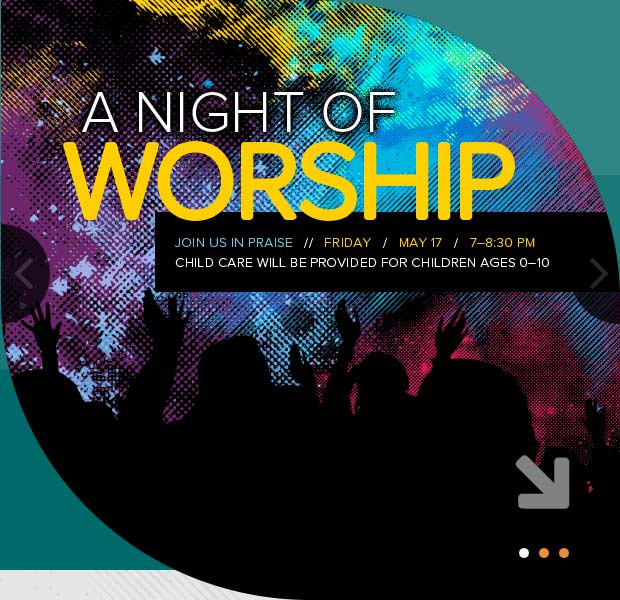 A NIGHT OF
WORSHIP
JOIN US IN PRAISE // FRIDAY / MAY 17 / 7–8:30 PM
CHILD CARE WILL BE PROVIDED FOR CHILDREN AGES 0–10